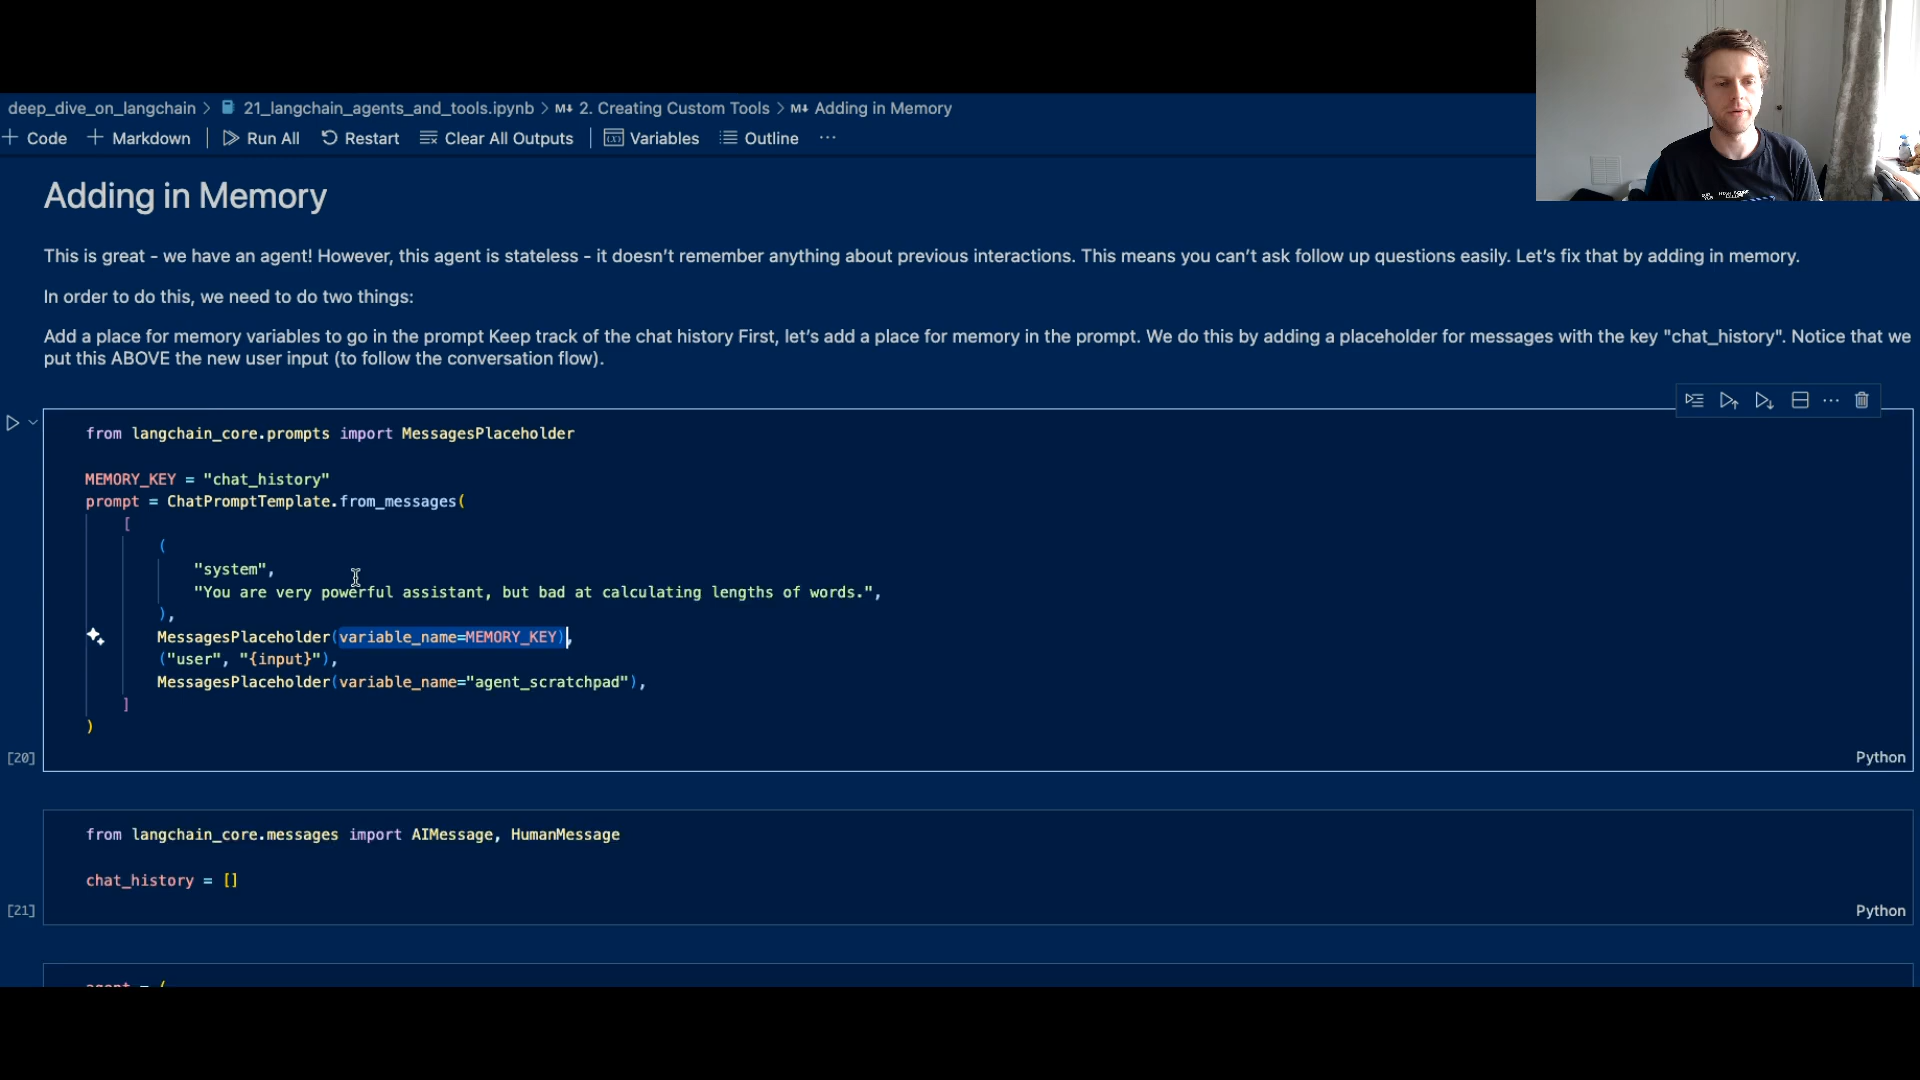 deep_dive_on_langchain > 21_langchain_agents_and_tools.ipynb > M↓ 2. Creating Custom Tools > M↓ Adding in Memory
+ Code + Markdown | Run All Restart Clear All Outputs | Variables Outline ···
Adding in Memory
This is great - we have an agent! However, this agent is stateless - it doesn’t remember anything about previous interactions. This means you can’t ask follow up questions easily. Let’s fix that by adding in memory.
In order to do this, we need to do two things:
Add a place for memory variables to go in the prompt Keep track of the chat history First, let’s add a place for memory in the prompt. We do this by adding a placeholder for messages with the key "chat_history". Notice that we
put this ABOVE the new user input (to follow the conversation flow).
from langchain_core.prompts import MessagesPlaceholder
MEMORY_KEY = "chat_history"
prompt = ChatPromptTemplate.from_messages(
[
(
"system",
"You are very powerful assistant, but bad at calculating lengths of words.",
),
MessagesPlaceholder(variable_name=MEMORY_KEY),
("user", "{input}"),
MessagesPlaceholder(variable_name="agent_scratchpad"),
]
)
[20] Python
from langchain_core.messages import AIMessage, HumanMessage
chat_history = []
[21] Python
agent = (